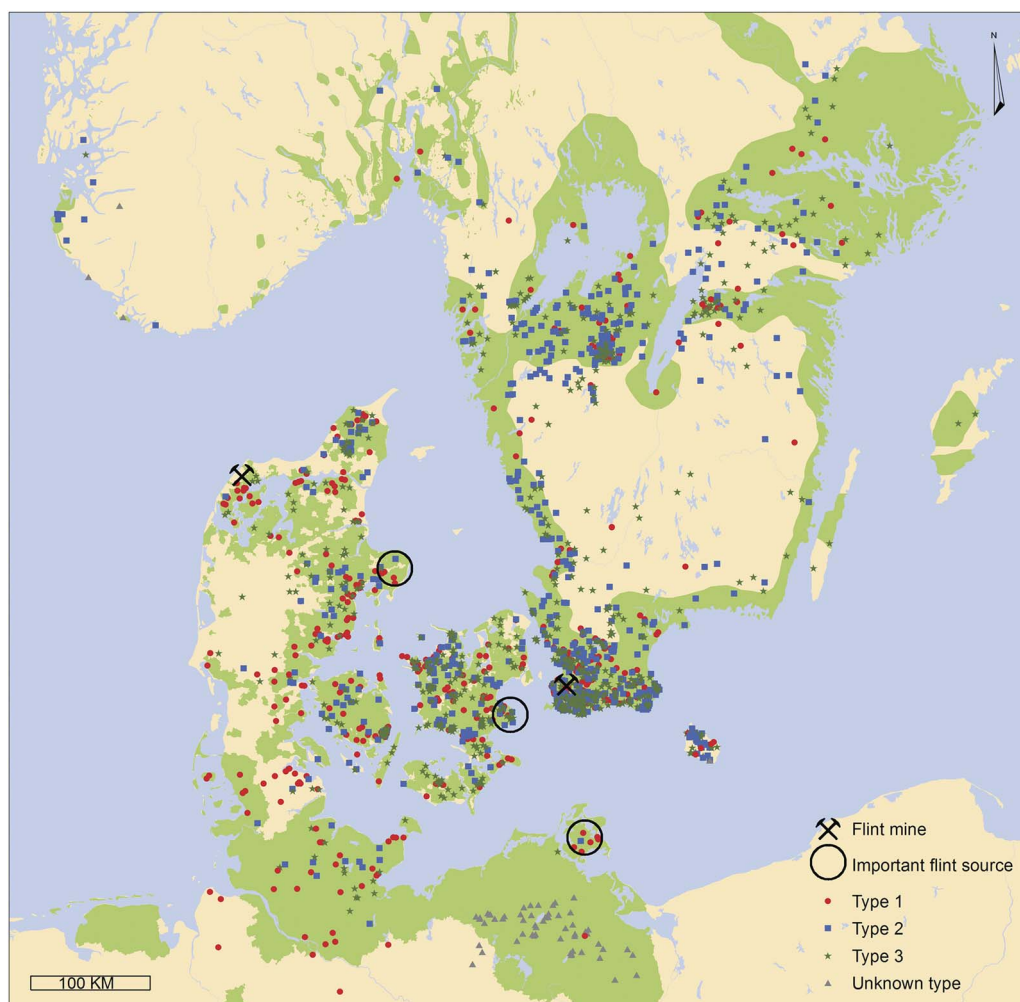 N
Flint mine
Important flint source
Type 1
Type 2
Type 3
Unknown type
100 KM